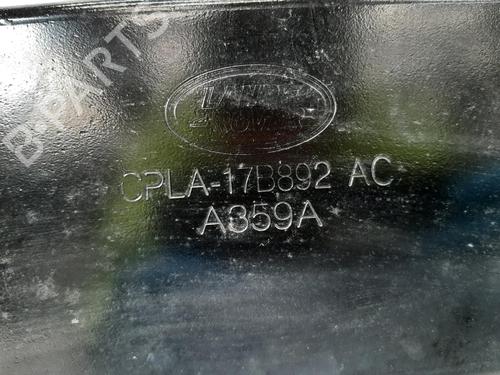 B-PARTS
LAND
ROVER
CPLA-17B892 AC
A359A